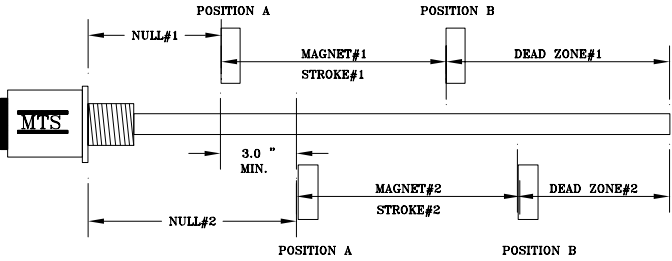 POSITION A
POSITION B
NULL#1
MAGNET#1
STROKE#1
DEAD ZONE#1
MTS
3.0 "
MIN.
MAGNET#2
STROKE#2
DEAD ZONE#2
NULL#2
POSITION A
POSITION B